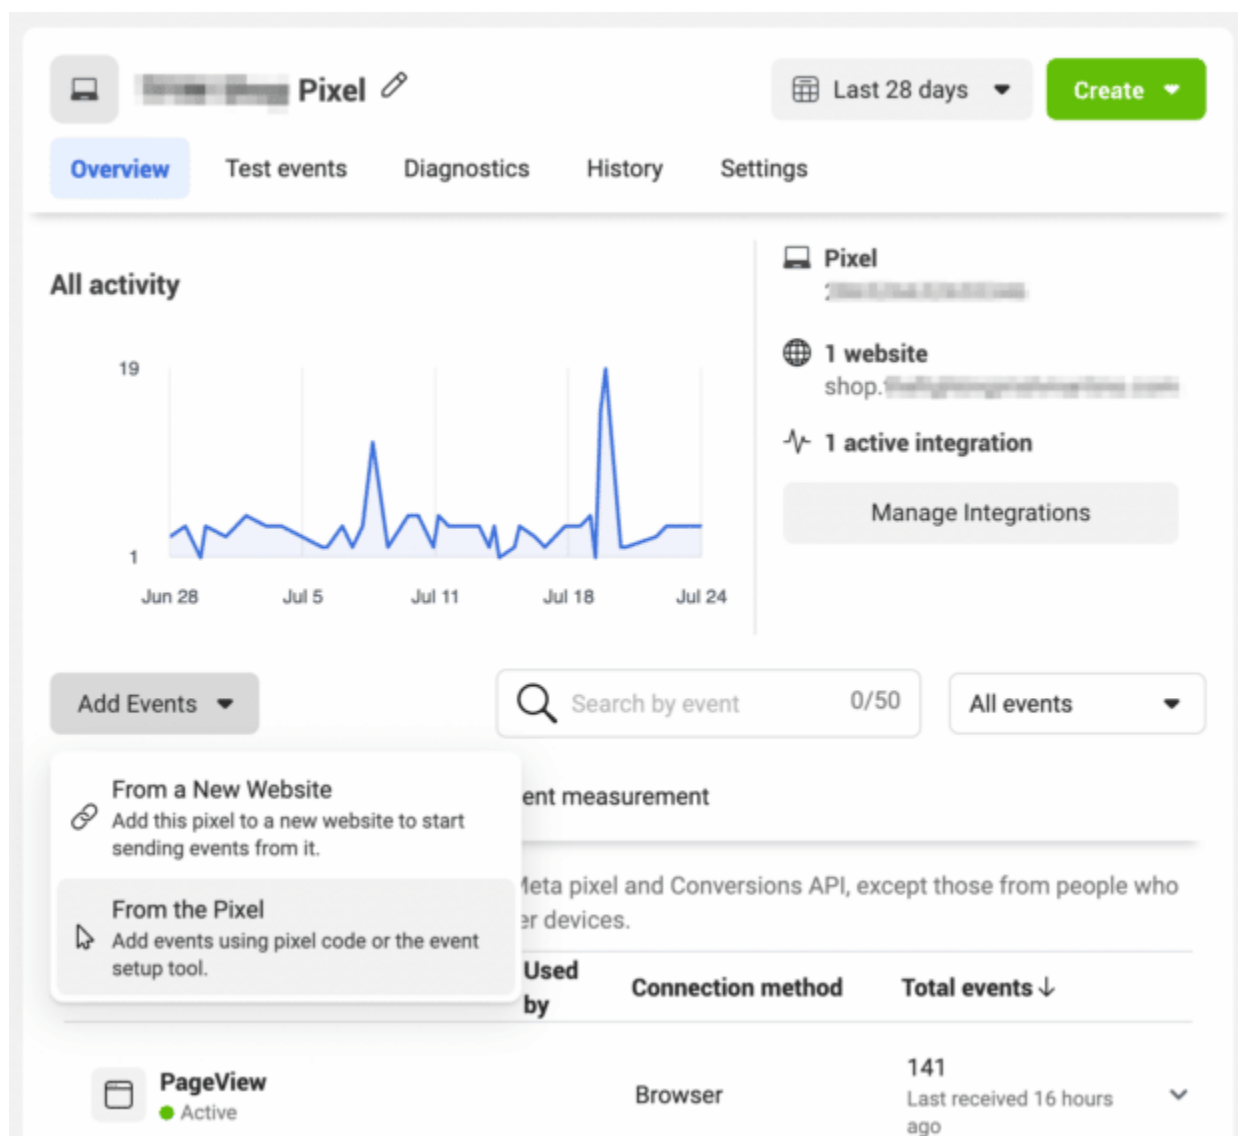 Pixel
Last 28 days
Create
Overview
Test events
Diagnostics
History
Settings
All activity
19
1
Jun 28
Jul 5
Jul 11
Jul 18
Jul 24
Pixel
1 website
shop.
1 active integration
Manage Integrations
Add Events
Search by event
0/50
All events
From a New Website
Add this pixel to a new website to start
sending events from it.
From the Pixel
Add events using pixel code or the event
setup tool.
ent measurement
Meta pixel and Conversions API, except those from people who
er devices.
Used
by
Connection method
Total events
PageView
Active
Browser
141
Last received 16 hours
ago